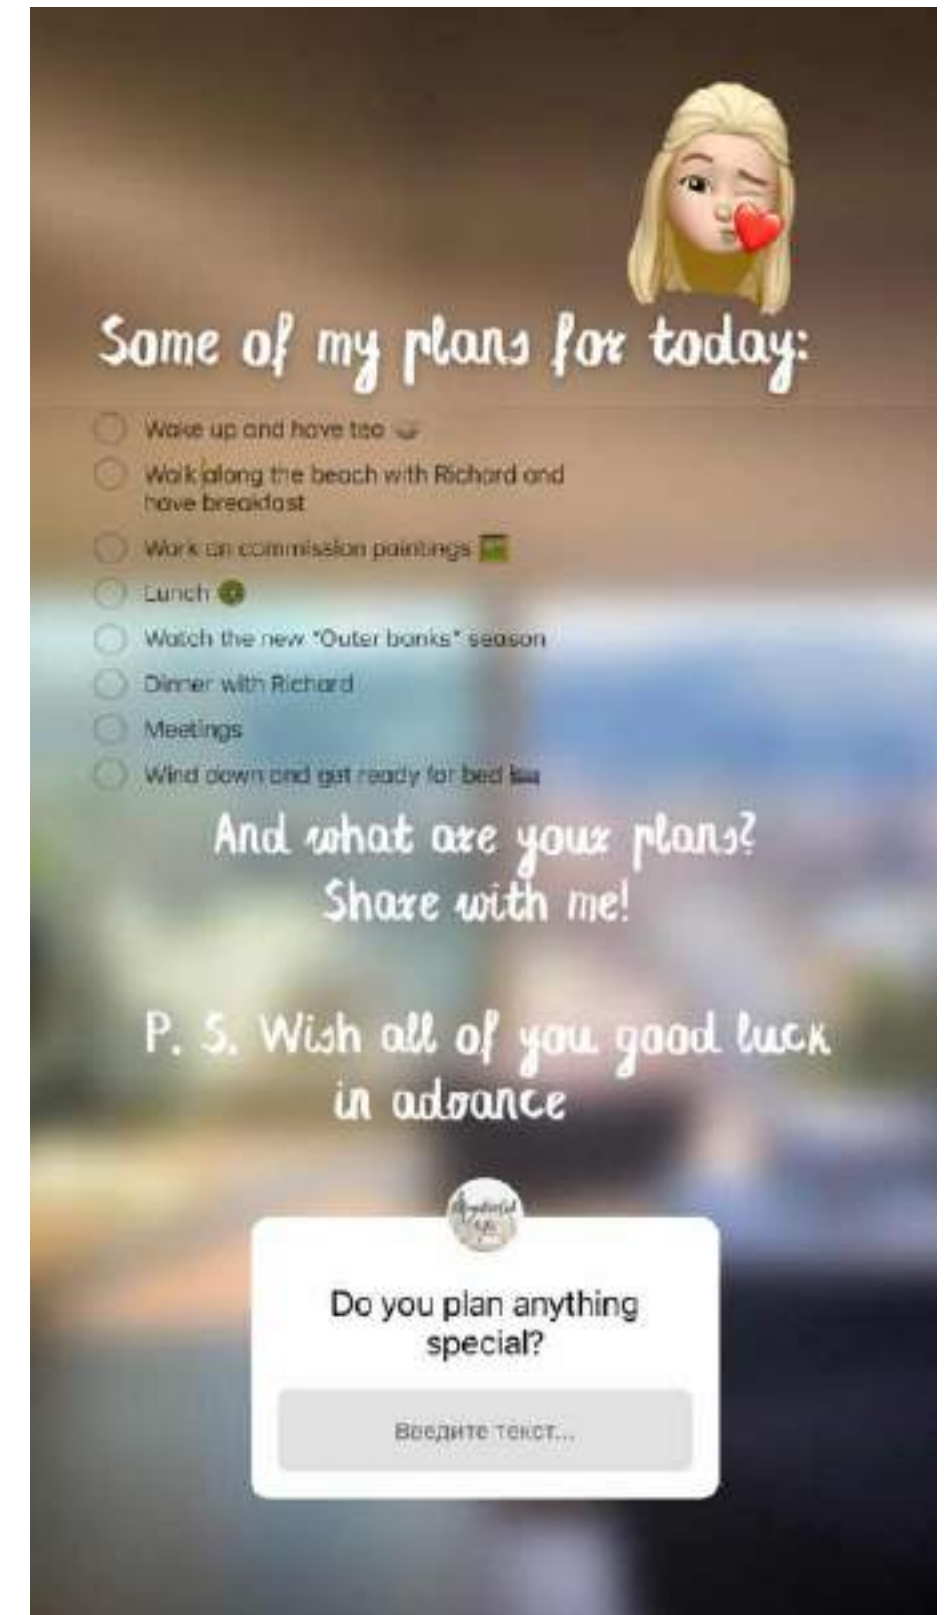 Some of my plans for today:
Wake up and have tea
Walk along the beach with Richard and
have breakfast
Work on commission paintings
Lunch
Watch the new "Outer banks" season
Dinner with Richard
Meetings
Wind down and get ready for bed
And what are your plans?
Share with me!
P. S. Wish all of you good luck
in advance
Do you plan anything
special?
Введите текст...